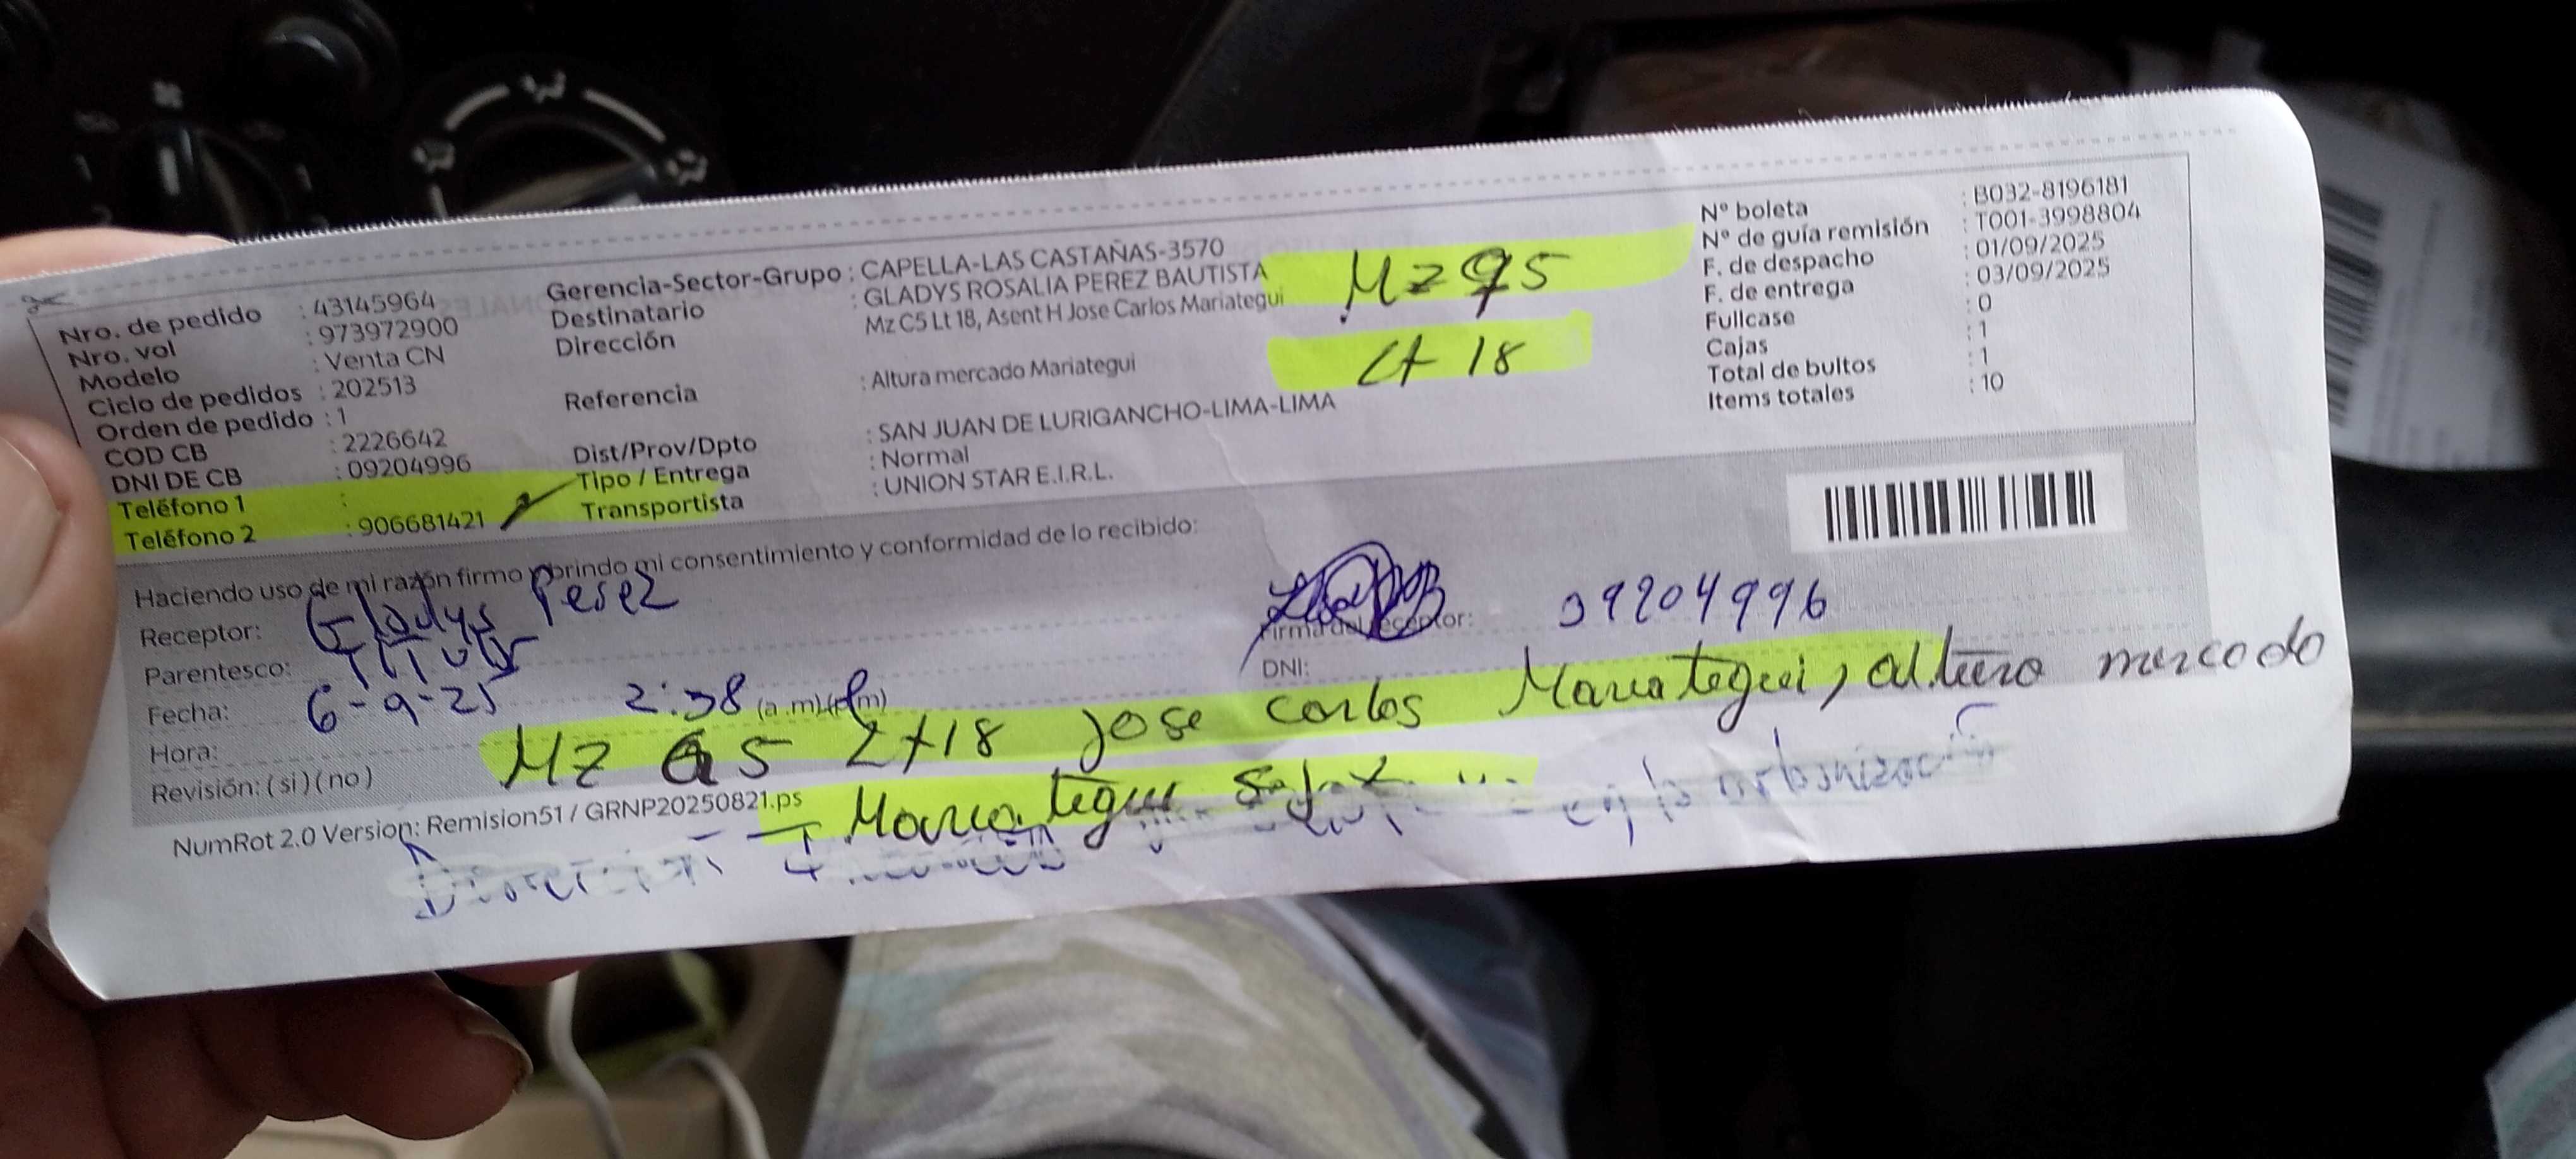 Nro. de pedido : 43145964
Nro. vol : 973972900
Modelo : Venta CN
Ciclo de pedidos : 202513
Orden de pedido : 1
COD CB : 2226642
DNI DE CB : 09204996
Teléfono 1 :
Teléfono 2 : 906681421
Gerencia-Sector-Grupo : CAPELLA-LAS CASTAÑAS-3570
Destinatario : GLADYS ROSALIA PEREZ BAUTISTA
Dirección Mz C5 Lt 18, Asent H Jose Carlos Mariategui
Referencia : Altura mercado Mariategui
Dist/Prov/Dpto : SAN JUAN DE LURIGANCHO-LIMA-LIMA
Tipo / Entrega : Normal
Transportista : UNION STAR E.I.R.L.
Mz 95
Lt 18
Nº boleta : B032-8196181
Nº de guía remisión : T001-3998804
F. de despacho : 01/09/2025
F. de entrega : 03/09/2025
Fullcase : 0
Cajas : 1
Total de bultos : 1
Items totales : 10
Haciendo uso de mi razón firmo y brindo mi consentimiento y conformidad de lo recibido:
Receptor: Gladys Perez
Parentesco: Titular
Fecha: 6-9-25
Hora: 2:38 (a.m)(p.m)
Revisión: (si) (no)
Firma del receptor:
DNI: 09204996
Mz 5 Lt 18 Jose Carlos Mariategui, altura mercado
Mariategui
NumRot 2.0 Version: Remision51 / GRNP20250821.ps
en la urbanización